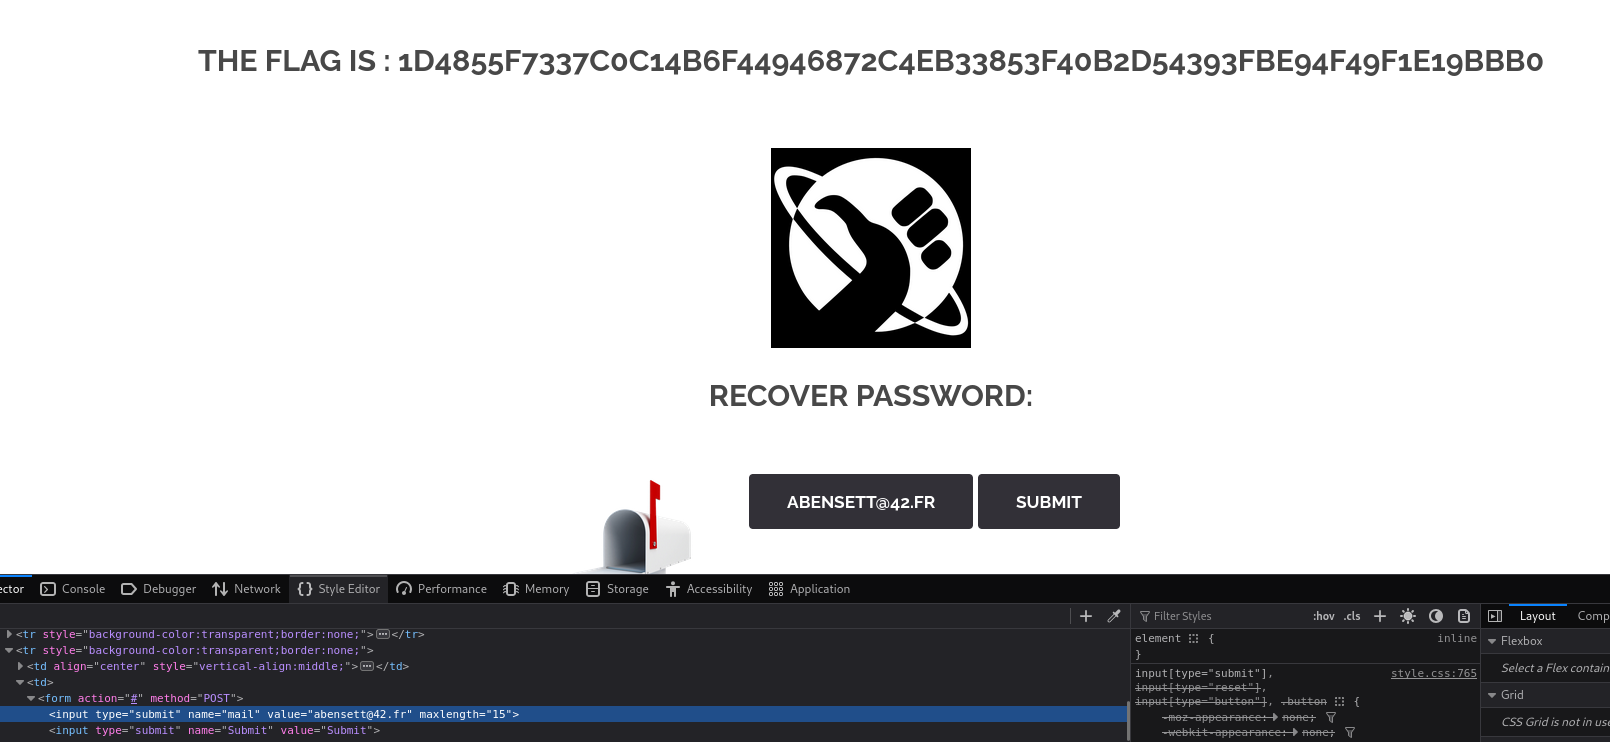 THE FLAG IS : 1D4855F7337C0C14B6F44946872C4EB33853F40B2D54393FBE94F49F1E19BBB0
RECOVER PASSWORD:
ABENSETT@42.FR SUBMIT
ector Console Debugger Network {} Style Editor Performance Memory Storage Accessibility Application
+ Filter Styles :hov .cls + Layout Comp
<tr style="background-color:transparent;border:none;"></tr>
<tr style="background-color:transparent;border:none;">
<td align="center" style="vertical-align:middle;"></td>
<td>
<form action="#" method="POST">
<input type="submit" name="mail" value="abensett@42.fr" maxlength="15">
<input type="submit" name="Submit" value="Submit">
element { inline
}
input[type="submit"], style.css:765
input[type="reset"],
input[type="button"], .button {
-moz-appearance: none;
-webkit-appearance: none;
Flexbox
Select a Flex contain
Grid
CSS Grid is not in use